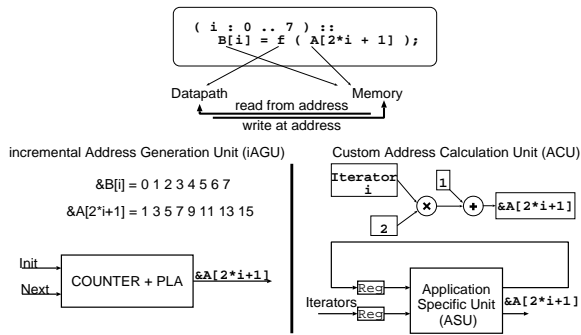 ( i : 0 .. 7 ) ::
B[i] = f ( A[2*i + 1] );
Datapath Memory
read from address
write at address
incremental Address Generation Unit (iAGU)
&B[i] = 0 1 2 3 4 5 6 7
&A[2*i+1] = 1 3 5 7 9 11 13 15
Init
Next
COUNTER + PLA
&A[2*i+1]
Custom Address Calculation Unit (ACU)
Iterator
i
1
2
×
+
&A[2*i+1]
Reg
Iterators
Reg
Application
Specific Unit
(ASU)
&A[2*i+1]